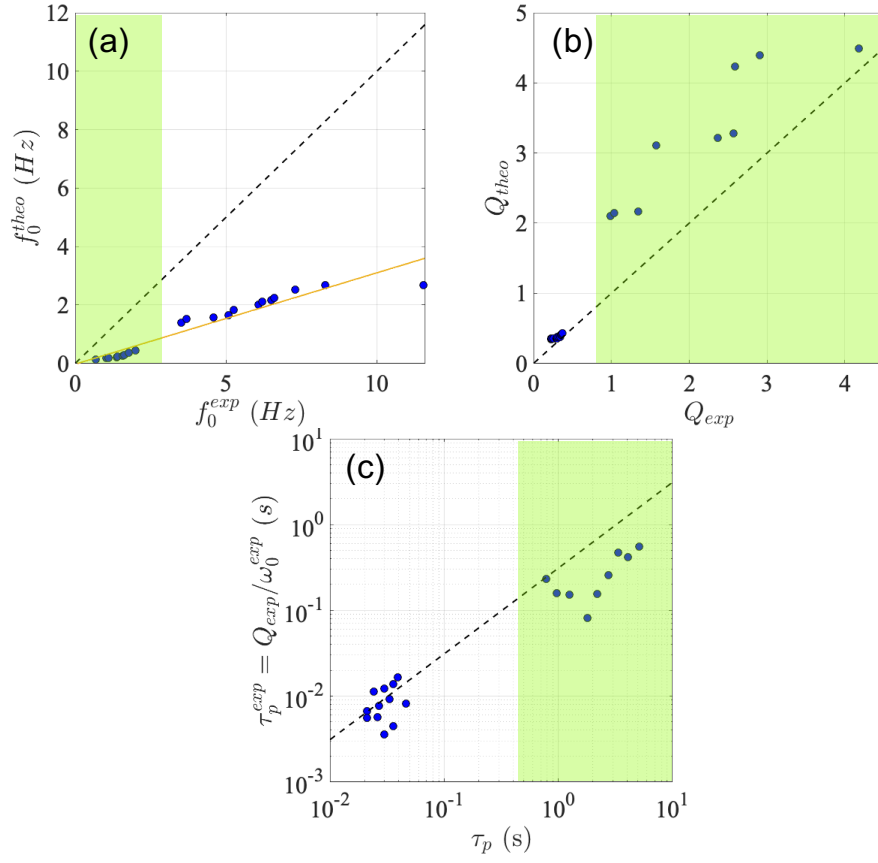 (a)
12
10
8
6
4
2
0
f_0^{theo} (Hz)
0 5 10
f_0^{exp} (Hz)
(b)
5
4
3
2
1
0
Q_{theo}
0 1 2 3 4
Q_{exp}
(c)
10^1
10^0
10^{-1}
10^{-2}
10^{-3}
τ_p^{exp} = Q_{exp}/ω_0^{exp} (s)
10^{-2} 10^{-1} 10^0 10^1
τ_p (s)